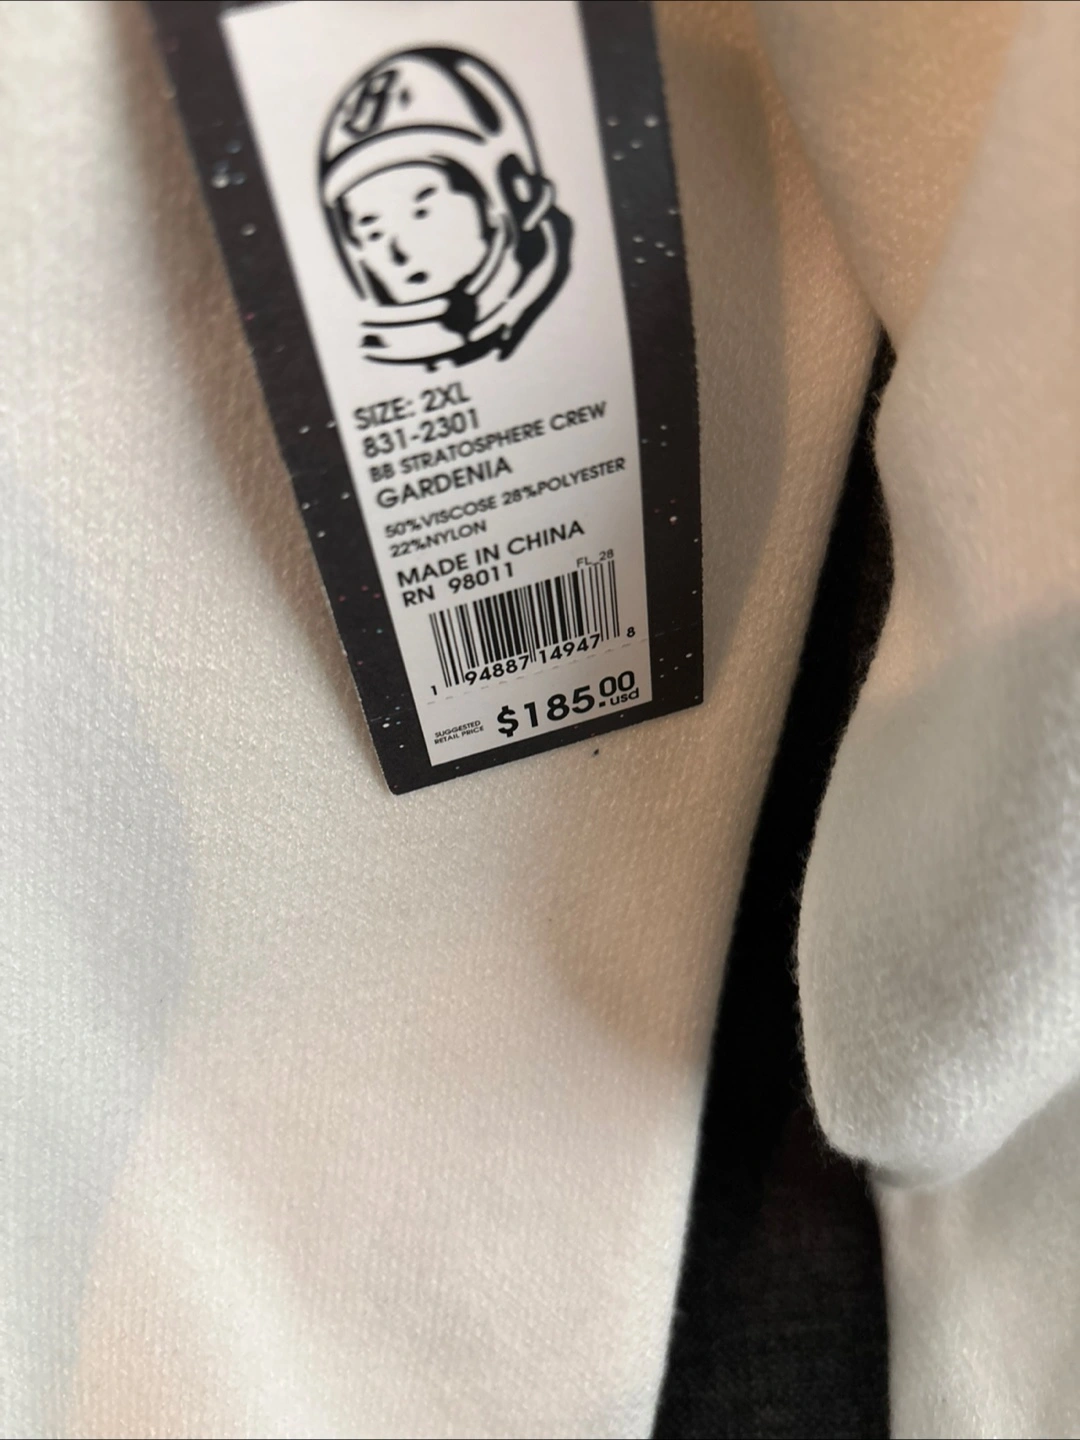 B
SIZE: 2XL
831-2301
BB STRATOSPHERE CREW
GARDENIA
50%VISCOSE 28%POLYESTER
22%NYLON
MADE IN CHINA
RN 98011
FL_28
1 94887 14947 8
SUGGESTED RETAIL PRICE $185.00 usd